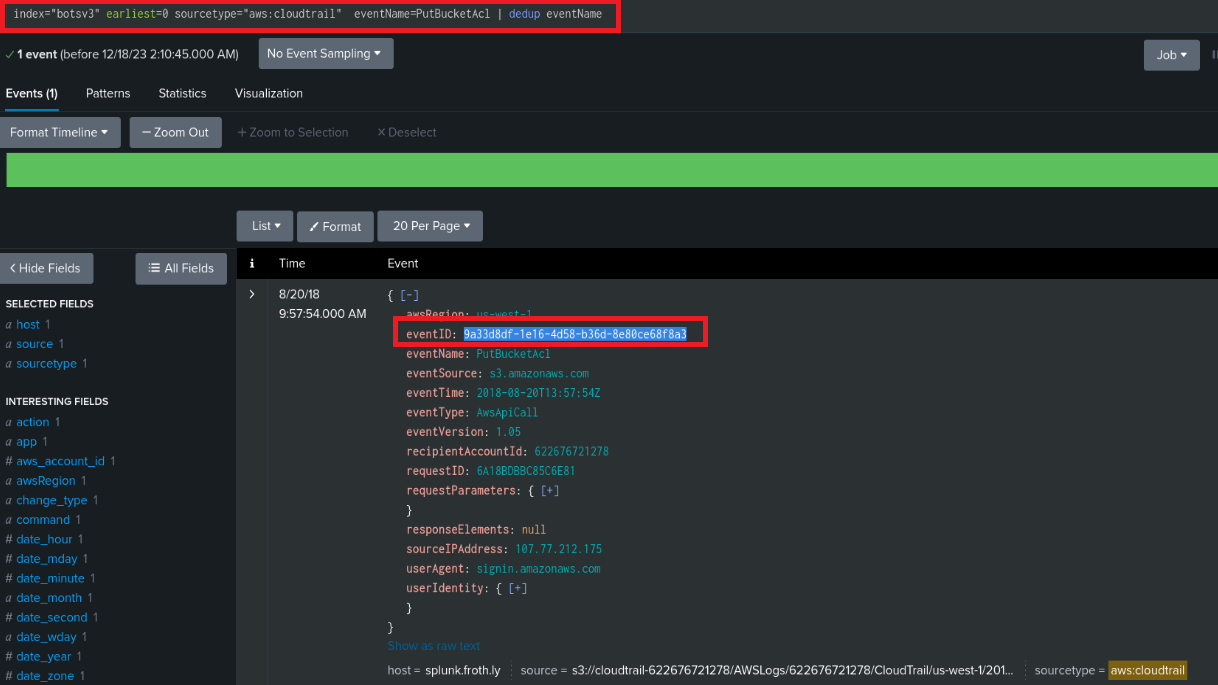 index="botsv3" earliest=0 sourcetype="aws:cloudtrail" eventName=PutBucketAcl | dedup eventName
✓ 1 event (before 12/18/23 2:10:45.000 AM) No Event Sampling ▾ Job ▾
Events (1) Patterns Statistics Visualization
Format Timeline ▾ — Zoom Out + Zoom to Selection × Deselect
List ▾ Format 20 Per Page ▾
< Hide Fields All Fields
i Time Event
SELECTED FIELDS
a host 1
a source 1
a sourcetype 1
INTERESTING FIELDS
a action 1
a app 1
# aws_account_id 1
a awsRegion 1
a change_type 1
a command 1
# date_hour 1
# date_mday 1
# date_minute 1
a date_month 1
# date_second 1
a date_wday 1
# date_year 1
# date_zone 1
> 8/20/18
9:57:54.000 AM
{ [-]
awsRegion: us-west-1
eventID: 9a33d8df-1e16-4d58-b36d-8e80ce68f8a3
eventName: PutBucketAcl
eventSource: s3.amazonaws.com
eventTime: 2018-08-20T13:57:54Z
eventType: AwsApiCall
eventVersion: 1.05
recipientAccountId: 622676721278
requestID: 6A18BDBBC85C6E81
requestParameters: { [+]
}
responseElements: null
sourceIPAddress: 107.77.212.175
userAgent: signin.amazonaws.com
userIdentity: { [+]
}
}
Show as raw text
host = splunk.froth.ly source = s3://cloudtrail-622676721278/AWSLogs/622676721278/CloudTrail/us-west-1/201... sourcetype = aws:cloudtrail